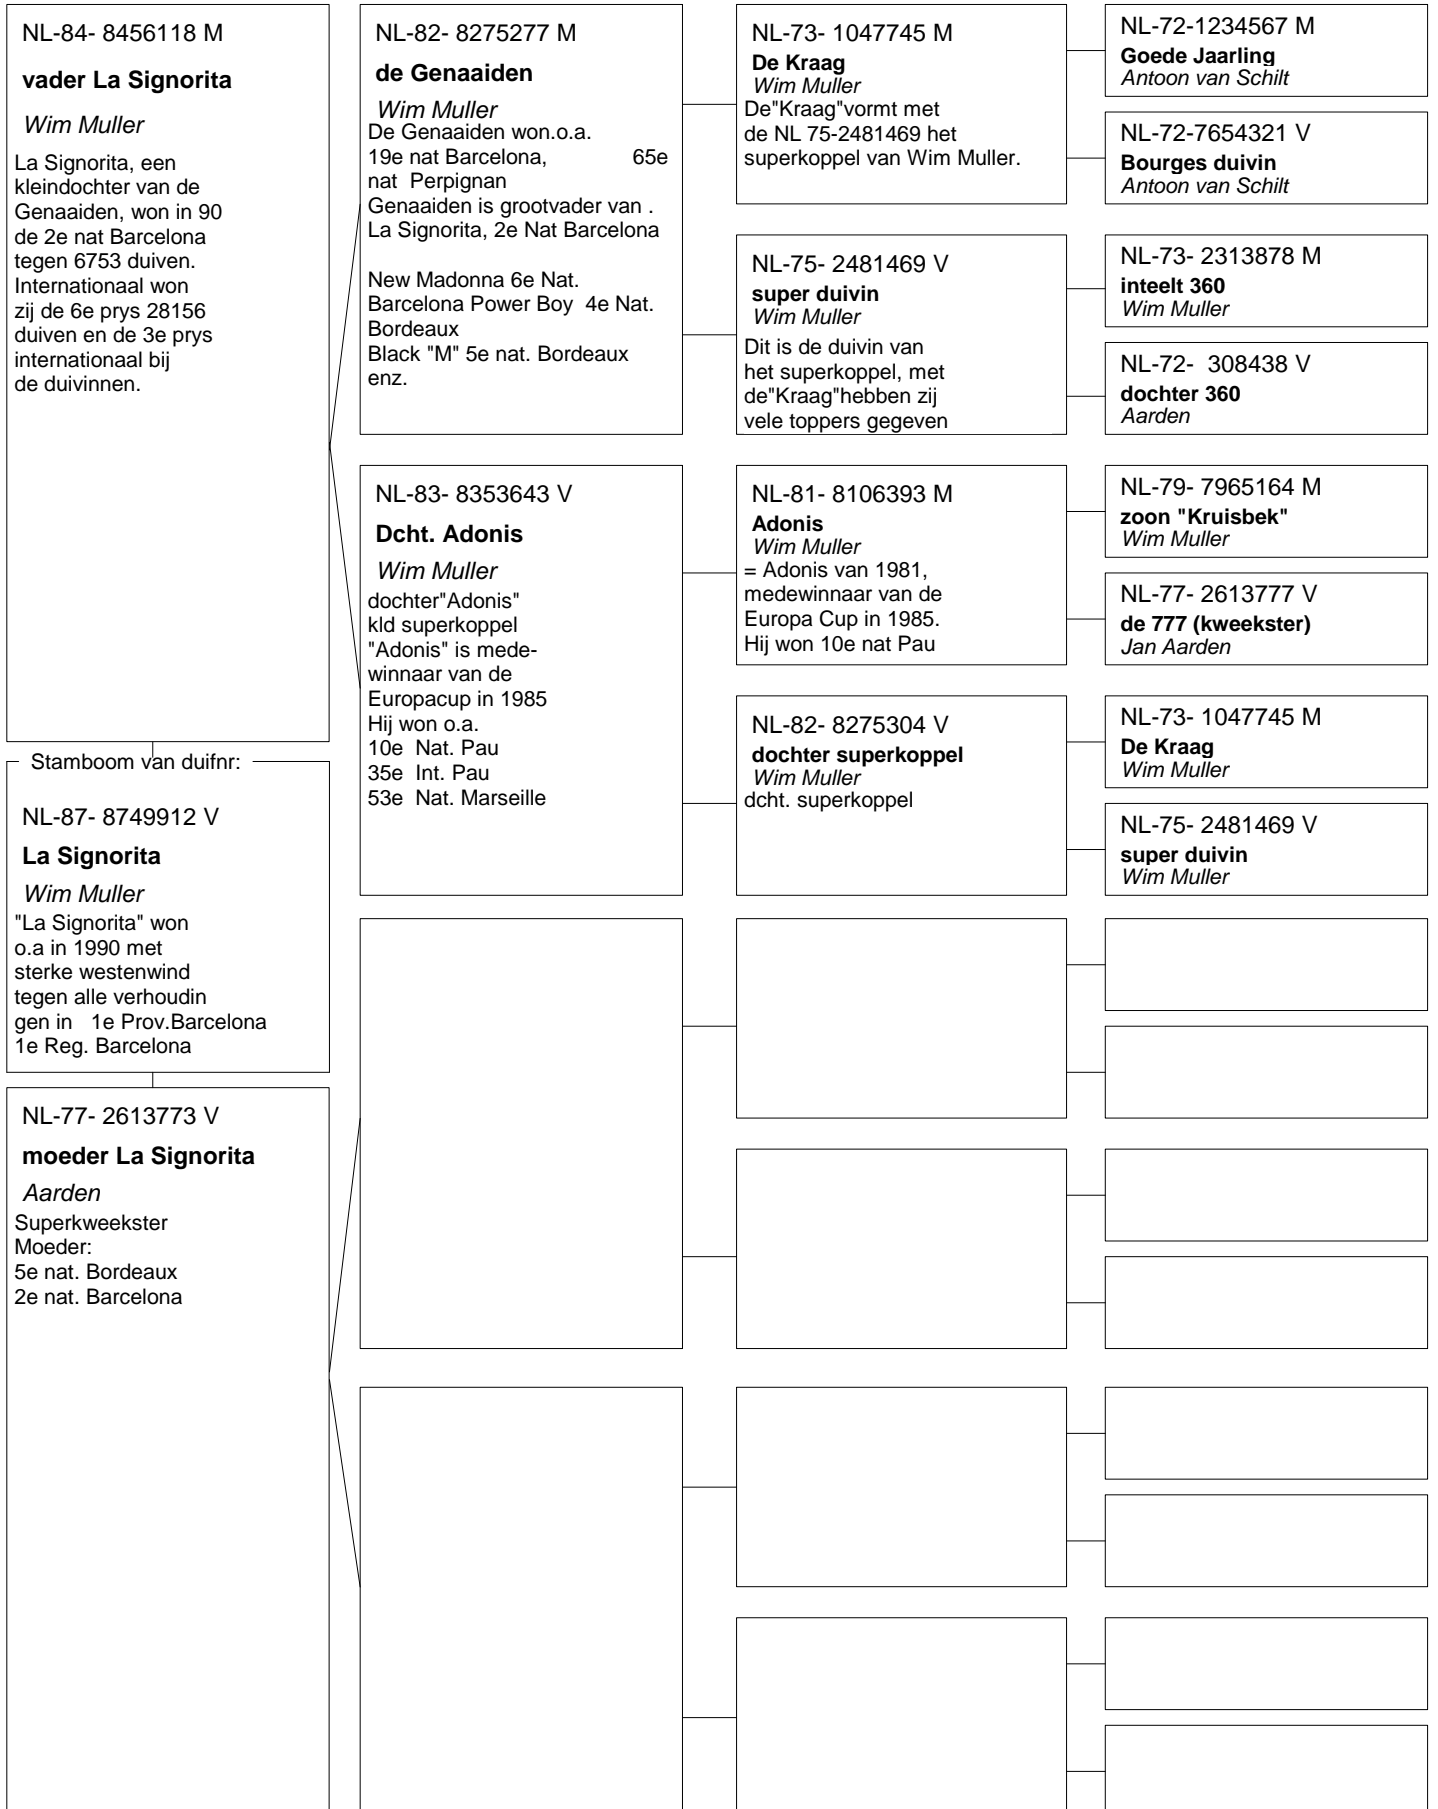 NL-84- 8456118 M
vader La Signorita
Wim Muller
La Signorita, een
kleindochter van de
Genaaiden, won in 90
de 2e nat Barcelona
tegen 6753 duiven.
Internationaal won
zij de 6e prys 28156
duiven en de 3e prys
internationaal bij
de duivinnen.
Stamboom van duifnr:
NL-87- 8749912 V
La Signorita
Wim Muller
"La Signorita" won
o.a in 1990 met
sterke westenwind
tegen alle verhoudin
gen in 1e Prov.Barcelona
1e Reg. Barcelona
NL-77- 2613773 V
moeder La Signorita
Aarden
Superkweekster
Moeder:
5e nat. Bordeaux
2e nat. Barcelona
NL-82- 8275277 M
de Genaaiden
Wim Muller
De Genaaiden won.o.a.
19e nat Barcelona, 65e
nat Perpignan
Genaaiden is grootvader van .
La Signorita, 2e Nat Barcelona
New Madonna 6e Nat.
Barcelona Power Boy 4e Nat.
Bordeaux
Black "M" 5e nat. Bordeaux
enz.
NL-83- 8353643 V
Dcht. Adonis
Wim Muller
dochter"Adonis"
kld superkoppel
"Adonis" is mede-
winnaar van de
Europacup in 1985
Hij won o.a.
10e Nat. Pau
35e Int. Pau
53e Nat. Marseille
NL-73- 1047745 M
De Kraag
Wim Muller
De"Kraag"vormt met
de NL 75-2481469 het
superkoppel van Wim Muller.
NL-75- 2481469 V
super duivin
Wim Muller
Dit is de duivin van
het superkoppel, met
de"Kraag"hebben zij
vele toppers gegeven
NL-81- 8106393 M
Adonis
Wim Muller
= Adonis van 1981,
medewinnaar van de
Europa Cup in 1985.
Hij won 10e nat Pau
NL-82- 8275304 V
dochter superkoppel
Wim Muller
dcht. superkoppel
NL-72-1234567 M
Goede Jaarling
Antoon van Schilt
NL-72-7654321 V
Bourges duivin
Antoon van Schilt
NL-73- 2313878 M
inteelt 360
Wim Muller
NL-72- 308438 V
dochter 360
Aarden
NL-79- 7965164 M
zoon "Kruisbek"
Wim Muller
NL-77- 2613777 V
de 777 (kweekster)
Jan Aarden
NL-73- 1047745 M
De Kraag
Wim Muller
NL-75- 2481469 V
super duivin
Wim Muller